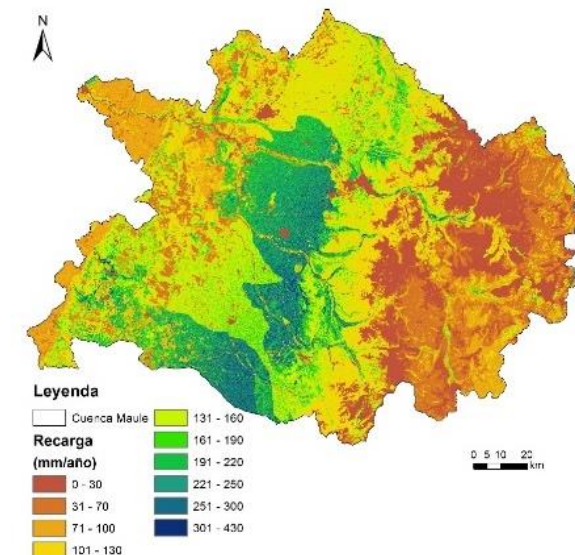 N
Leyenda
Cuenca Maule
Recarga
(mm/año)
0 - 30
31 - 70
71 - 100
101 - 130
131 - 160
161 - 190
191 - 220
221 - 250
251 - 300
301 - 430
0 5 10 20
km